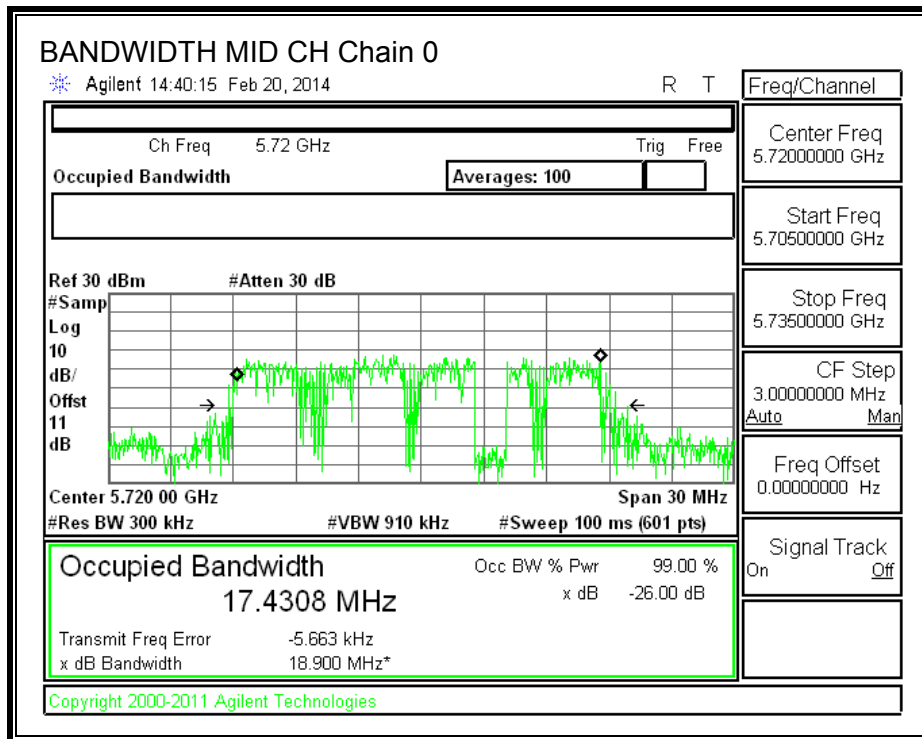 BANDWIDTH MID CH Chain 0
Agilent 14:40:15 Feb 20, 2014 R T
Freq/Channel
Ch Freq 5.72 GHz Trig Free
Occupied Bandwidth Averages: 100
Center Freq
5.72000000 GHz
Start Freq
5.70500000 GHz
Stop Freq
5.73500000 GHz
CF Step
3.00000000 MHz
Auto Man
Freq Offset
0.00000000 Hz
Signal Track
On Off
Ref 30 dBm #Atten 30 dB
#Samp
Log
10
dB/
Offst
11
dB
Center 5.720 00 GHz Span 30 MHz
#Res BW 300 kHz #VBW 910 kHz #Sweep 100 ms (601 pts)
Occupied Bandwidth Occ BW % Pwr 99.00 %
17.4308 MHz x dB -26.00 dB
Transmit Freq Error -5.663 kHz
x dB Bandwidth 18.900 MHz*
Copyright 2000-2011 Agilent Technologies